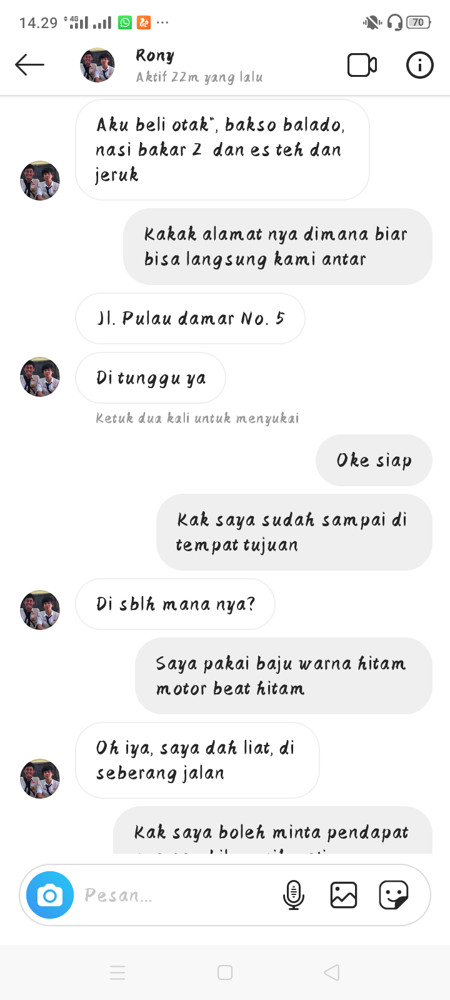 14.29
4G
70
Rony
Aktif 22m yang lalu
Aku beli otak", bakso balado,
nasi bakar 2 dan es teh dan
jeruk
Kakak alamat nya dimana biar
bisa langsung kami antar
Jl. Pulau damar No. 5
Di tunggu ya
Ketuk dua kali untuk menyukai
Oke siap
Kak saya sudah sampai di
tempat tujuan
Di sblh mana nya?
Saya pakai baju warna hitam
motor beat hitam
Oh iya, saya dah liat, di
seberang jalan
Kak saya boleh minta pendapat
Pesan...